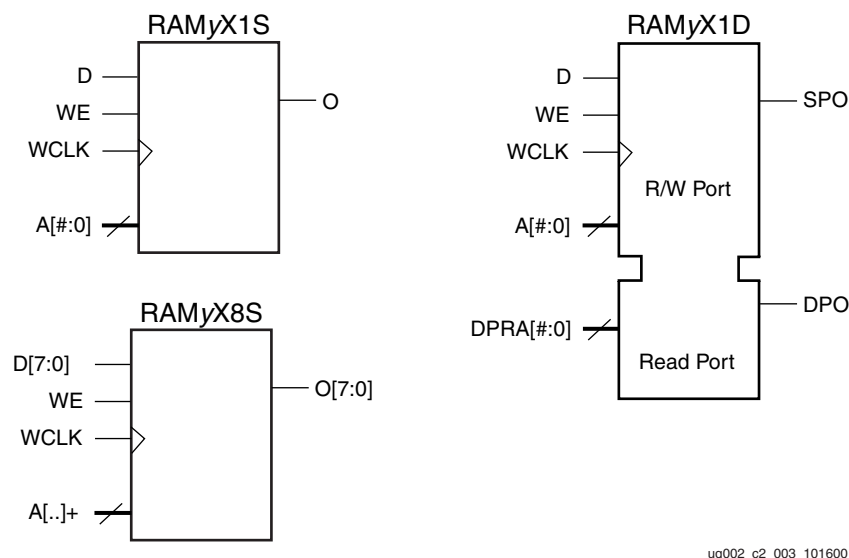 RAMyX1S
D
WE
WCLK
A[#:0]
O
RAMyX8S
D[7:0]
WE
WCLK
A[..]+
O[7:0]
RAMyX1D
D
WE
WCLK
A[#:0]
R/W Port
SPO
DPRA[#:0]
Read Port
DPO
ug002_c2_003_101600